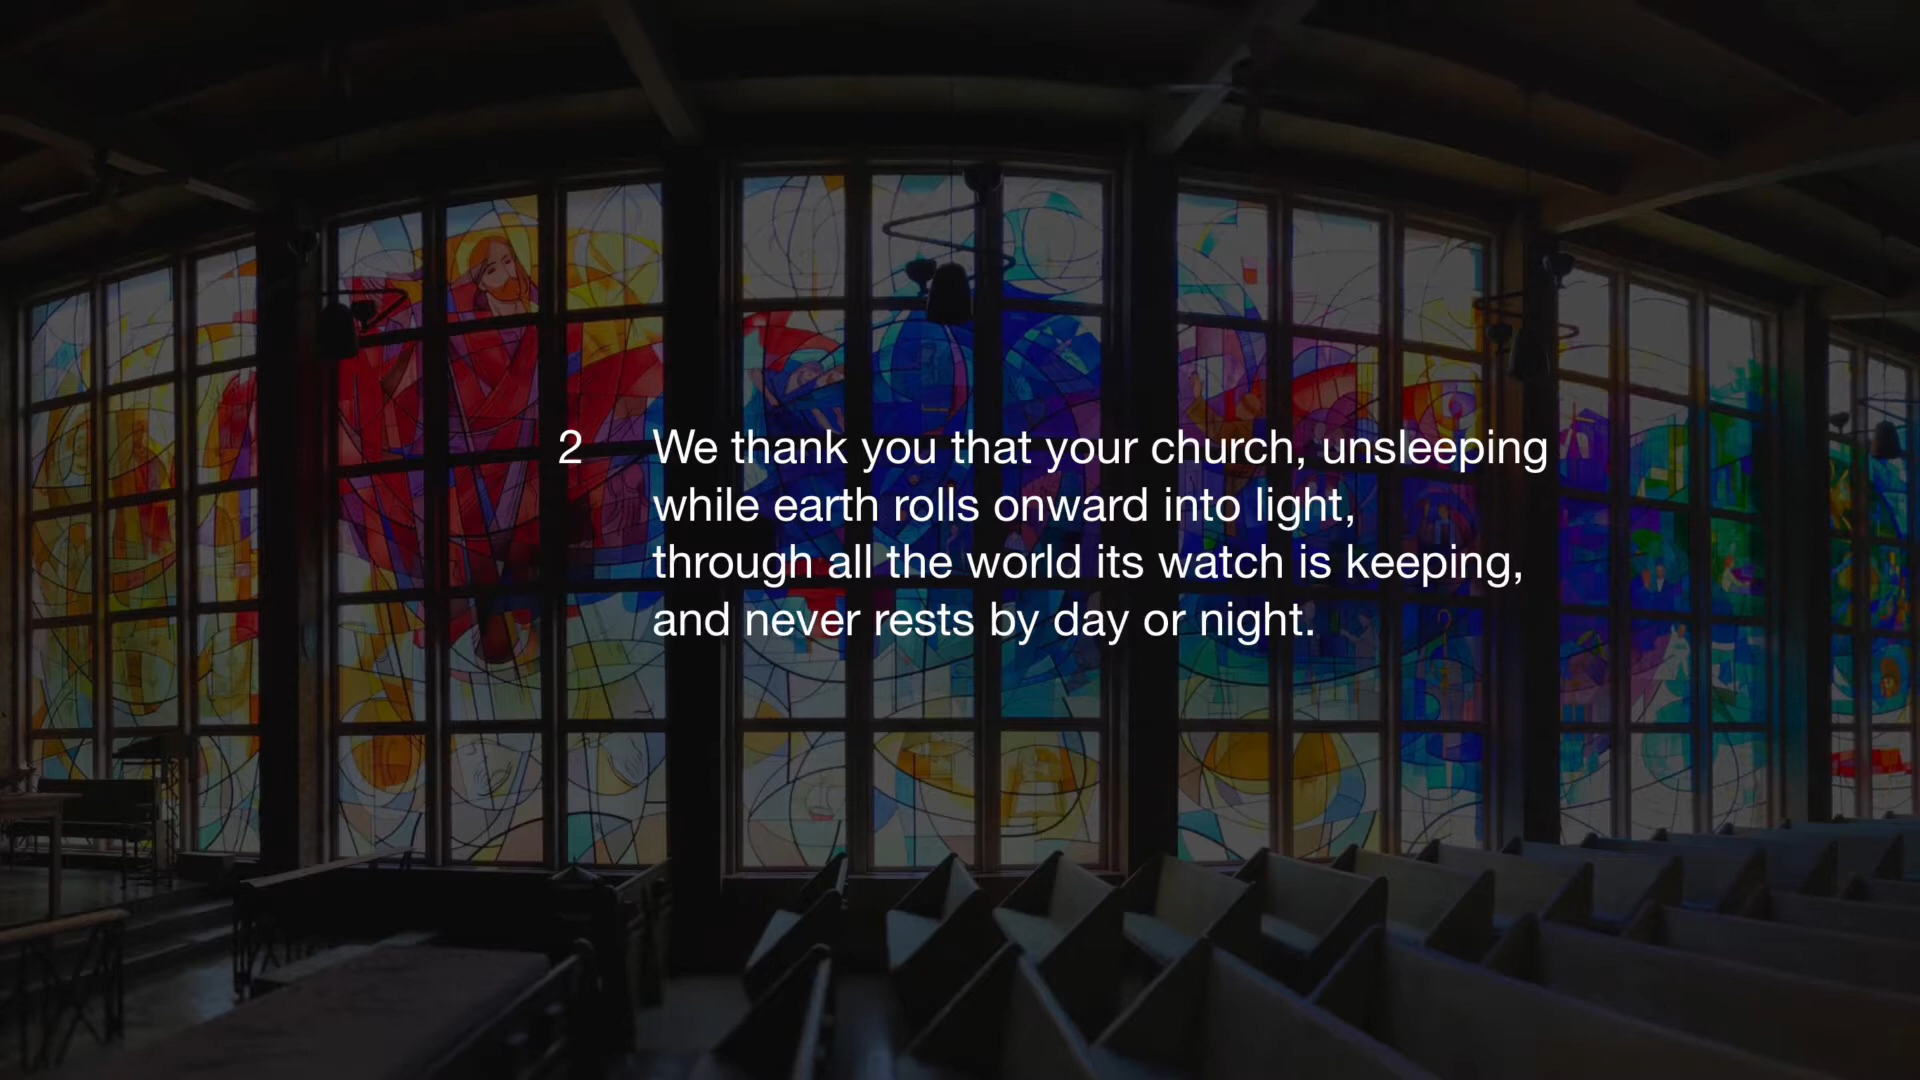 2 We thank you that your church, unsleeping
while earth rolls onward into light,
through all the world its watch is keeping,
and never rests by day or night.